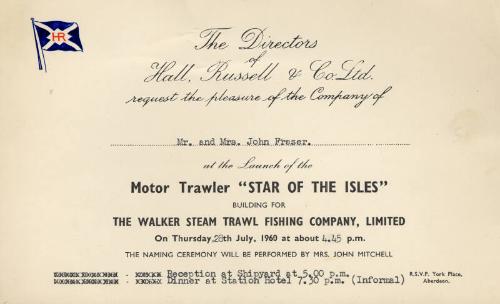 HR
The Directors
of
Hall, Russell & Co. Ltd.
request the pleasure of the Company of
Mr. and Mrs. John Fraser.
at the Launch of the
Motor Trawler "STAR OF THE ISLES"
BUILDING FOR
THE WALKER STEAM TRAWL FISHING COMPANY, LIMITED
On Thursday, 28th July, 1960 at about 4.45 p.m.
THE NAMING CEREMONY WILL BE PERFORMED BY MRS. JOHN MITCHELL
Reception at Shipyard at 5.00 p.m.
Dinner at Station Hotel 7.30 p.m. (Informal)
R.S.V.P. York Place,
Aberdeen.